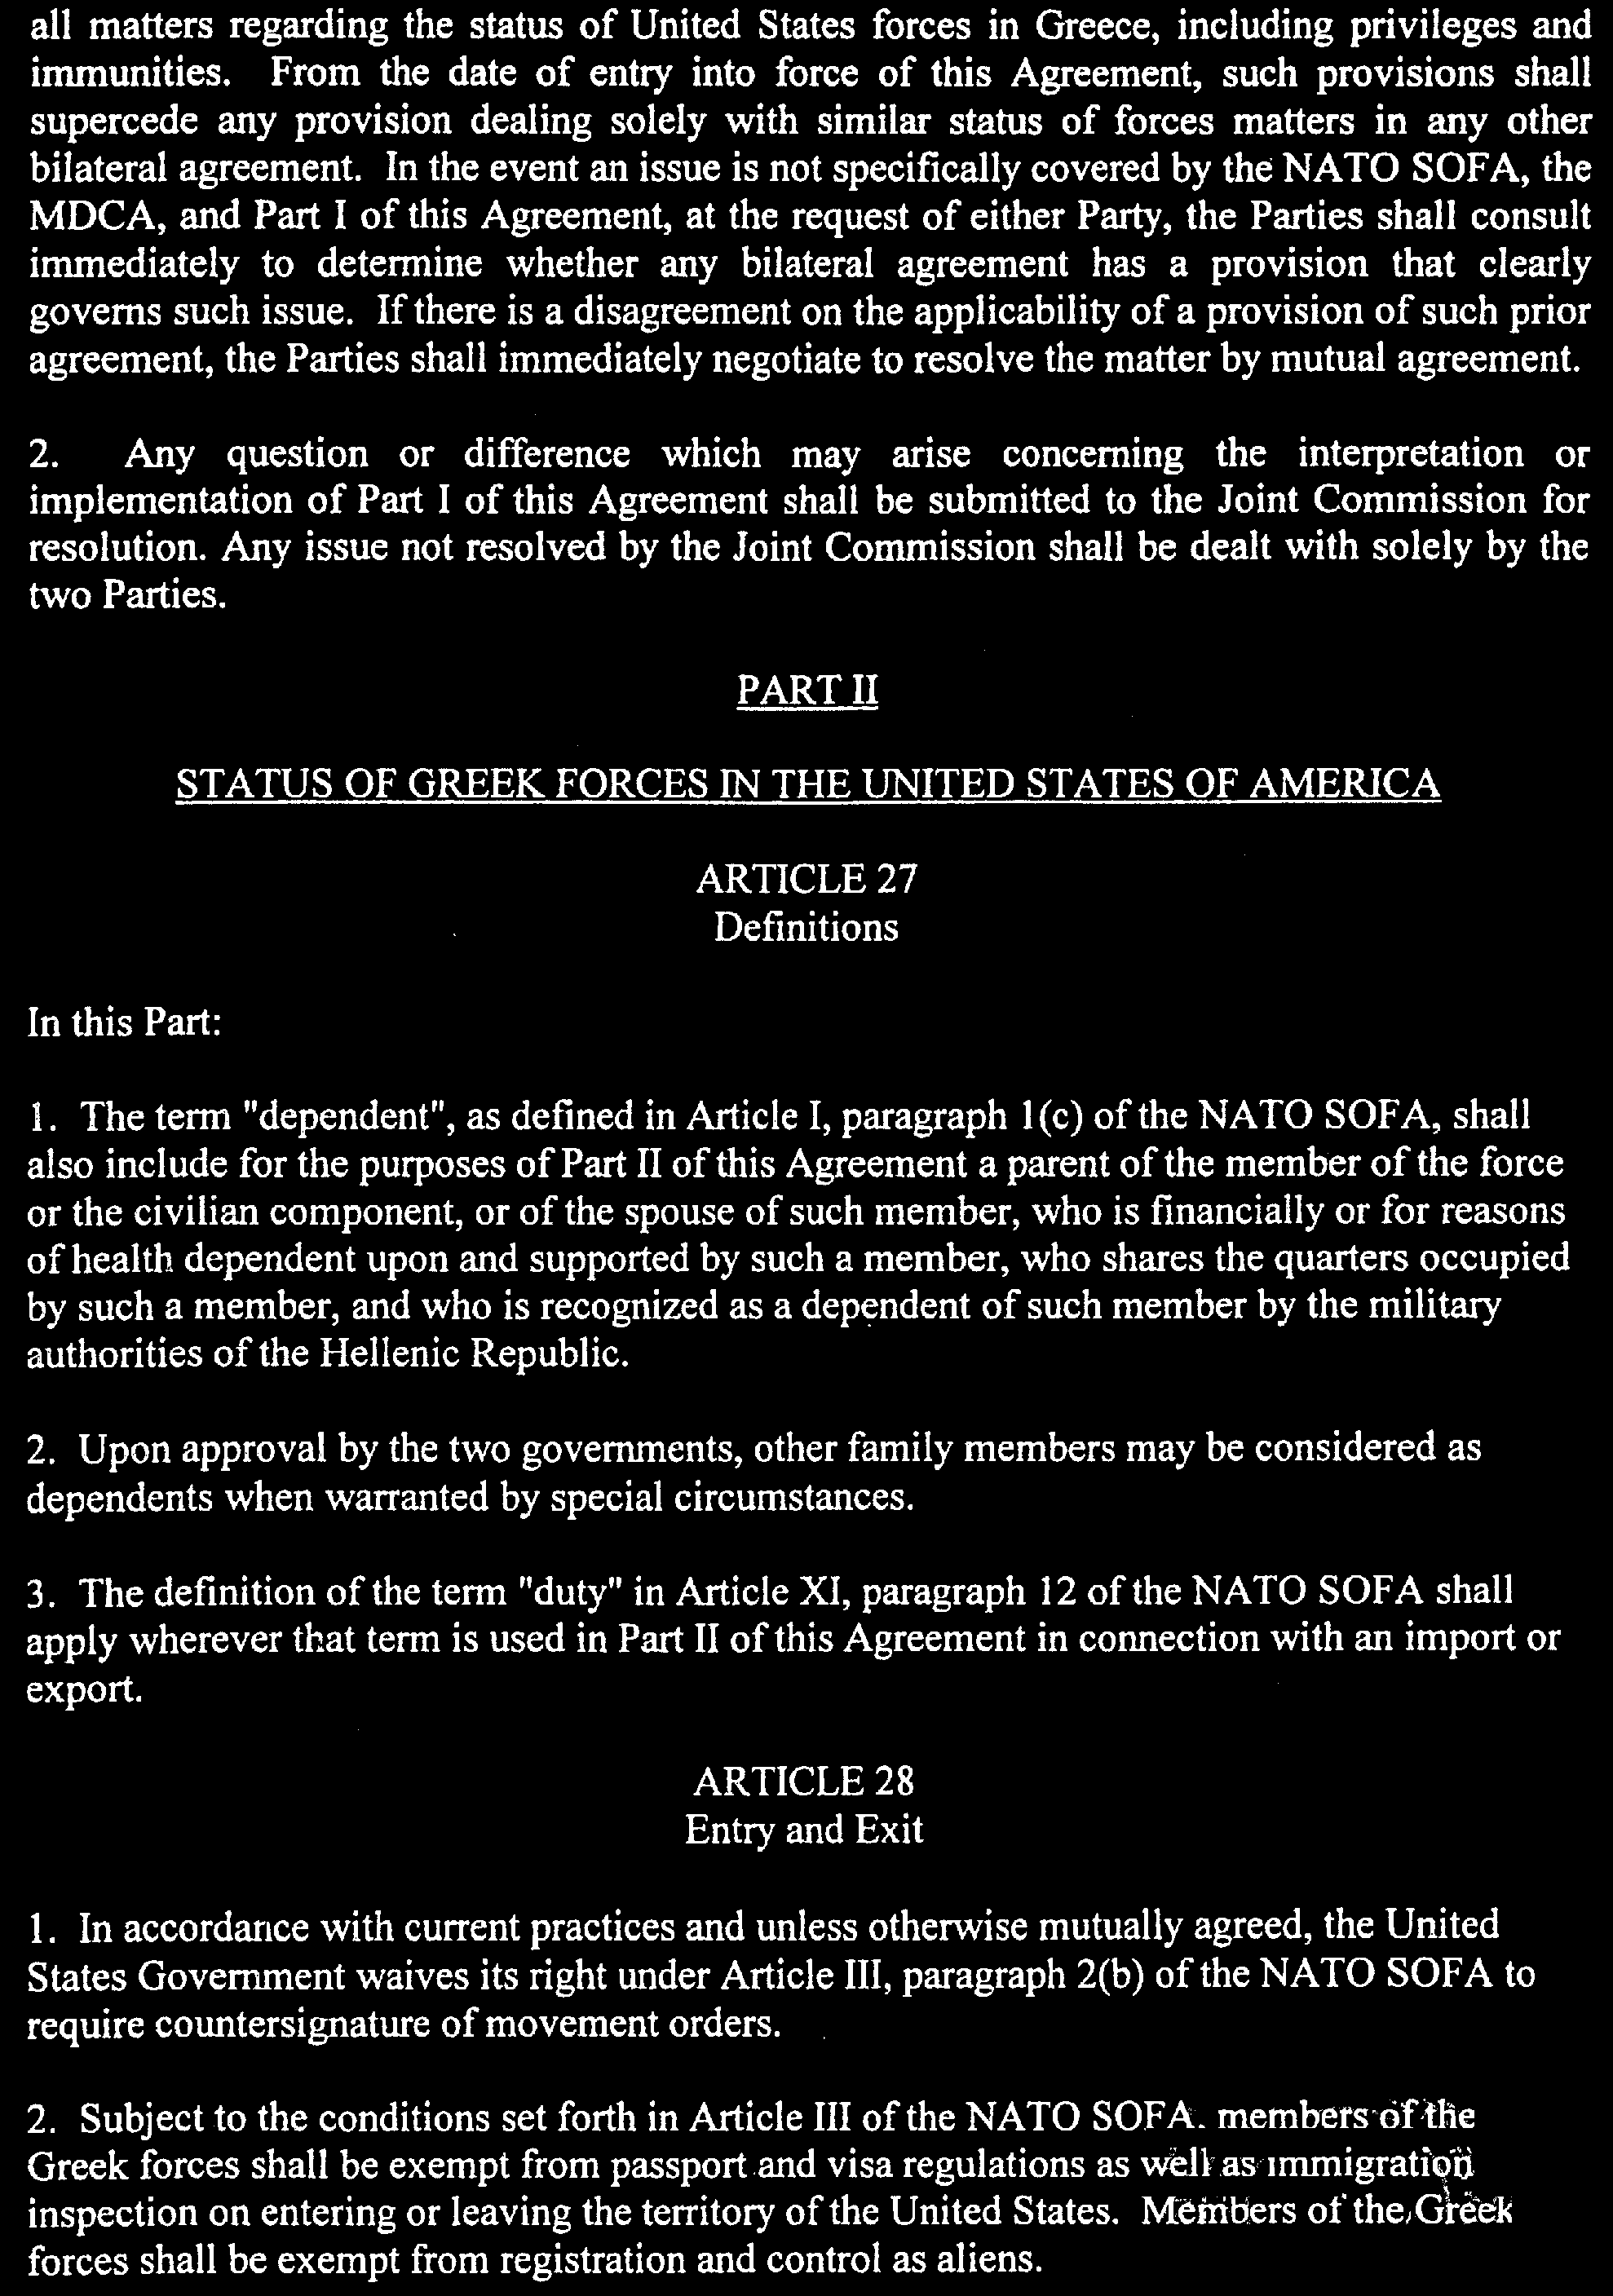 all matters regarding the status of United States forces in Greece, including privileges and
immunities. From the date of entry into force of this Agreement, such provisions shall
supercede any provision dealing solely with similar status of forces matters in any other
bilateral agreement. In the event an issue is not specifically covered by the NATO SOFA, the
MDCA, and Part I of this Agreement, at the request of either Party, the Parties shall consult
immediately to determine whether any bilateral agreement has a provision that clearly
governs such issue. If there is a disagreement on the applicability of a provision of such prior
agreement, the Parties shall immediately negotiate to resolve the matter by mutual agreement.
2. Any question or difference which may arise concerning the interpretation or
implementation of Part I of this Agreement shall be submitted to the Joint Commission for
resolution. Any issue not resolved by the Joint Commission shall be dealt with solely by the
two Parties.
PART II
STATUS OF GREEK FORCES IN THE UNITED STATES OF AMERICA
ARTICLE 27
Definitions
In this Part:
1. The term "dependent", as defined in Article I, paragraph 1(c) of the NATO SOFA, shall
also include for the purposes of Part II of this Agreement a parent of the member of the force
or the civilian component, or of the spouse of such member, who is financially or for reasons
of health dependent upon and supported by such a member, who shares the quarters occupied
by such a member, and who is recognized as a dependent of such member by the military
authorities of the Hellenic Republic.
2. Upon approval by the two governments, other family members may be considered as
dependents when warranted by special circumstances.
3. The definition of the term "duty" in Article XI, paragraph 12 of the NATO SOFA shall
apply wherever that term is used in Part II of this Agreement in connection with an import or
export.
ARTICLE 28
Entry and Exit
1. In accordance with current practices and unless otherwise mutually agreed, the United
States Government waives its right under Article III, paragraph 2(b) of the NATO SOFA to
require countersignature of movement orders.
2. Subject to the conditions set forth in Article III of the NATO SOFA. members of the
Greek forces shall be exempt from passport and visa regulations as well as immigration
inspection on entering or leaving the territory of the United States. Members of the Greek
forces shall be exempt from registration and control as aliens.